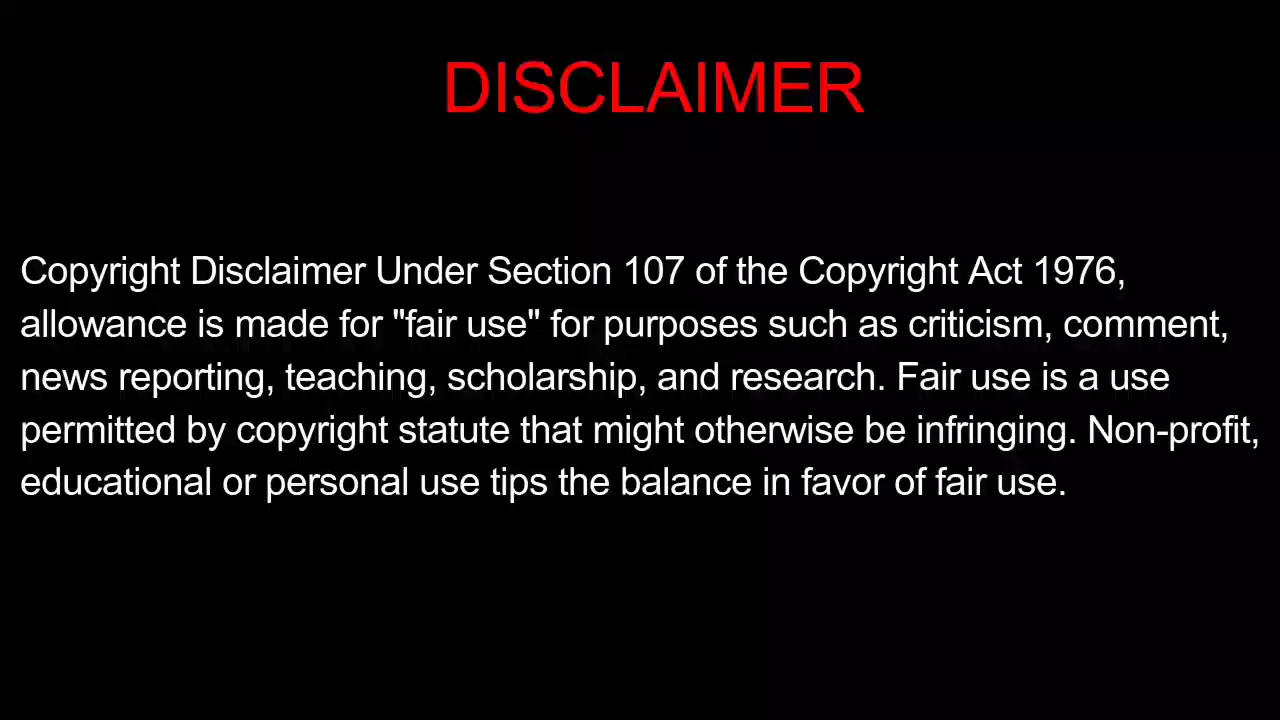 DISCLAIMER
Copyright Disclaimer Under Section 107 of the Copyright Act 1976,
allowance is made for "fair use" for purposes such as criticism, comment,
news reporting, teaching, scholarship, and research. Fair use is a use
permitted by copyright statute that might otherwise be infringing. Non-profit,
educational or personal use tips the balance in favor of fair use.